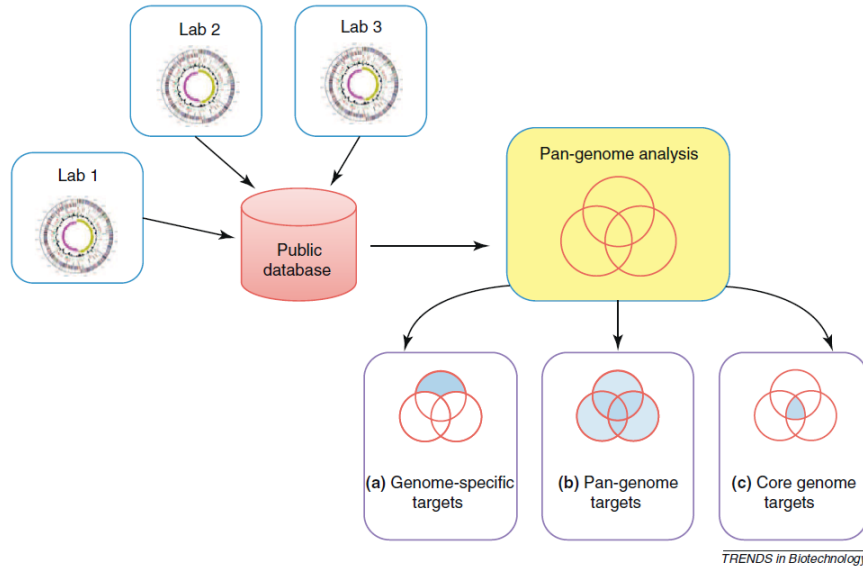 Lab 2
Lab 3
Lab 1
Public
database
Pan-genome analysis
(a) Genome-specific
targets
(b) Pan-genome
targets
(c) Core genome
targets
TRENDS in Biotechnology